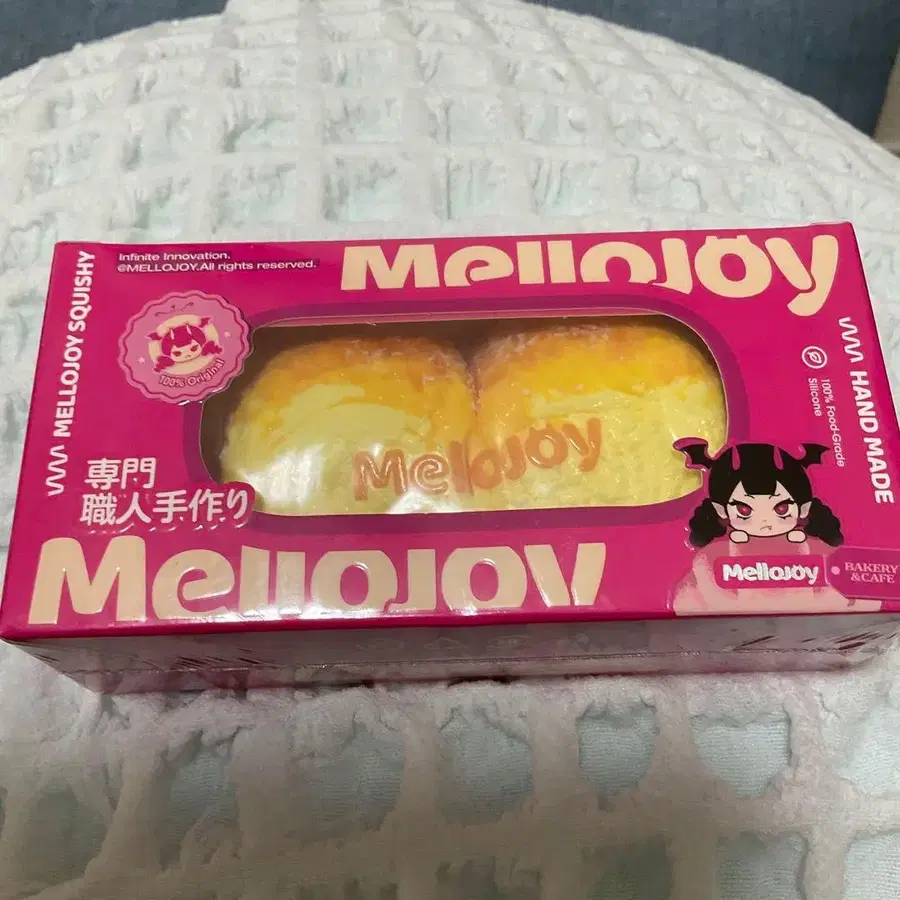 Infinite Innovation.
@MELLOJOY.All rights reserved.
Mellojoy
MELLOJOY SQUISHY
100% Original
HAND MADE
100% Food-Grade
Silicone
Mellojoy
専門
職人手作り
Mellojoy
Mellojoy
BAKERY
&CAFE